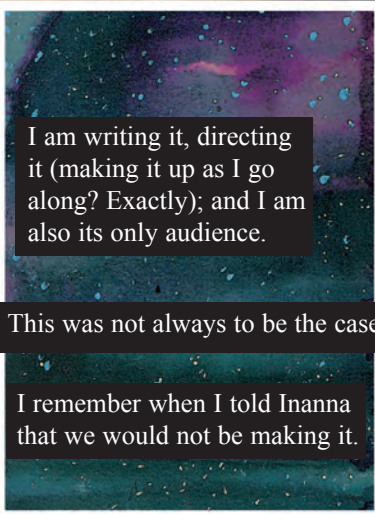 I am writing it, directing
it (making it up as I go
along? Exactly); and I am
also its only audience.
This was not always to be the case
I remember when I told Inanna
that we would not be making it.